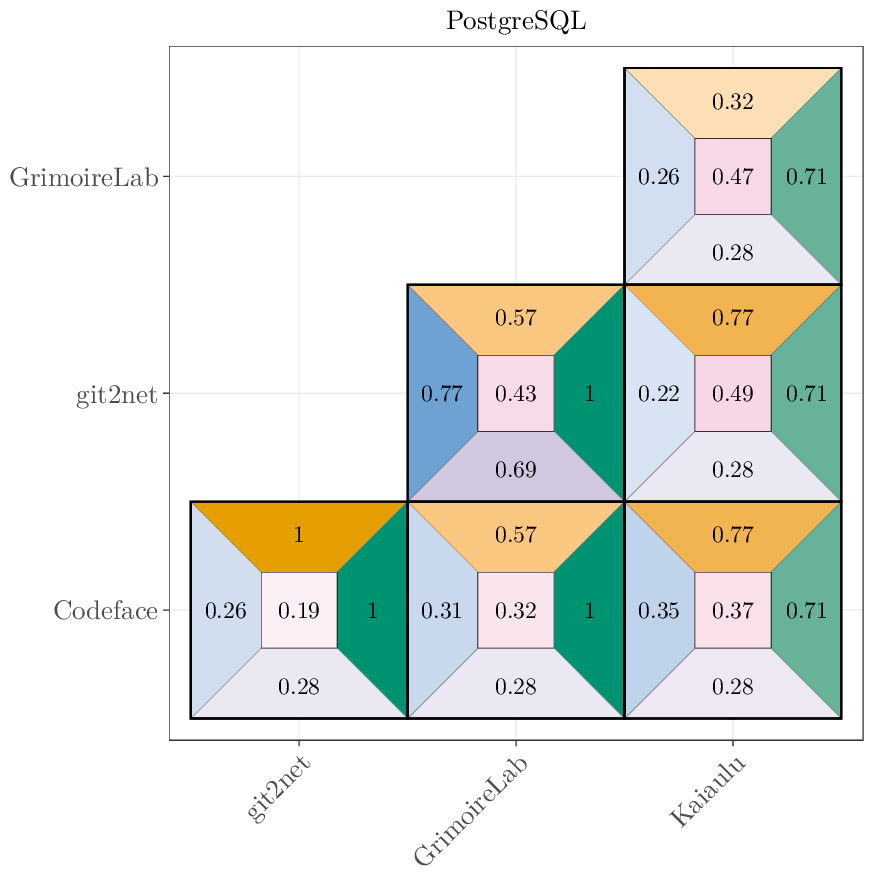 PostgreSQL
GrimoireLab
0.32
0.26 0.47 0.71
0.28
git2net
0.57 0.77
0.77 0.43 1 0.22 0.49 0.71
0.69 0.28
Codeface
1 0.57 0.77
0.26 0.19 1 0.31 0.32 1 0.35 0.37 0.71
0.28 0.28 0.28
git2net
GrimoireLab
Kaiaulu